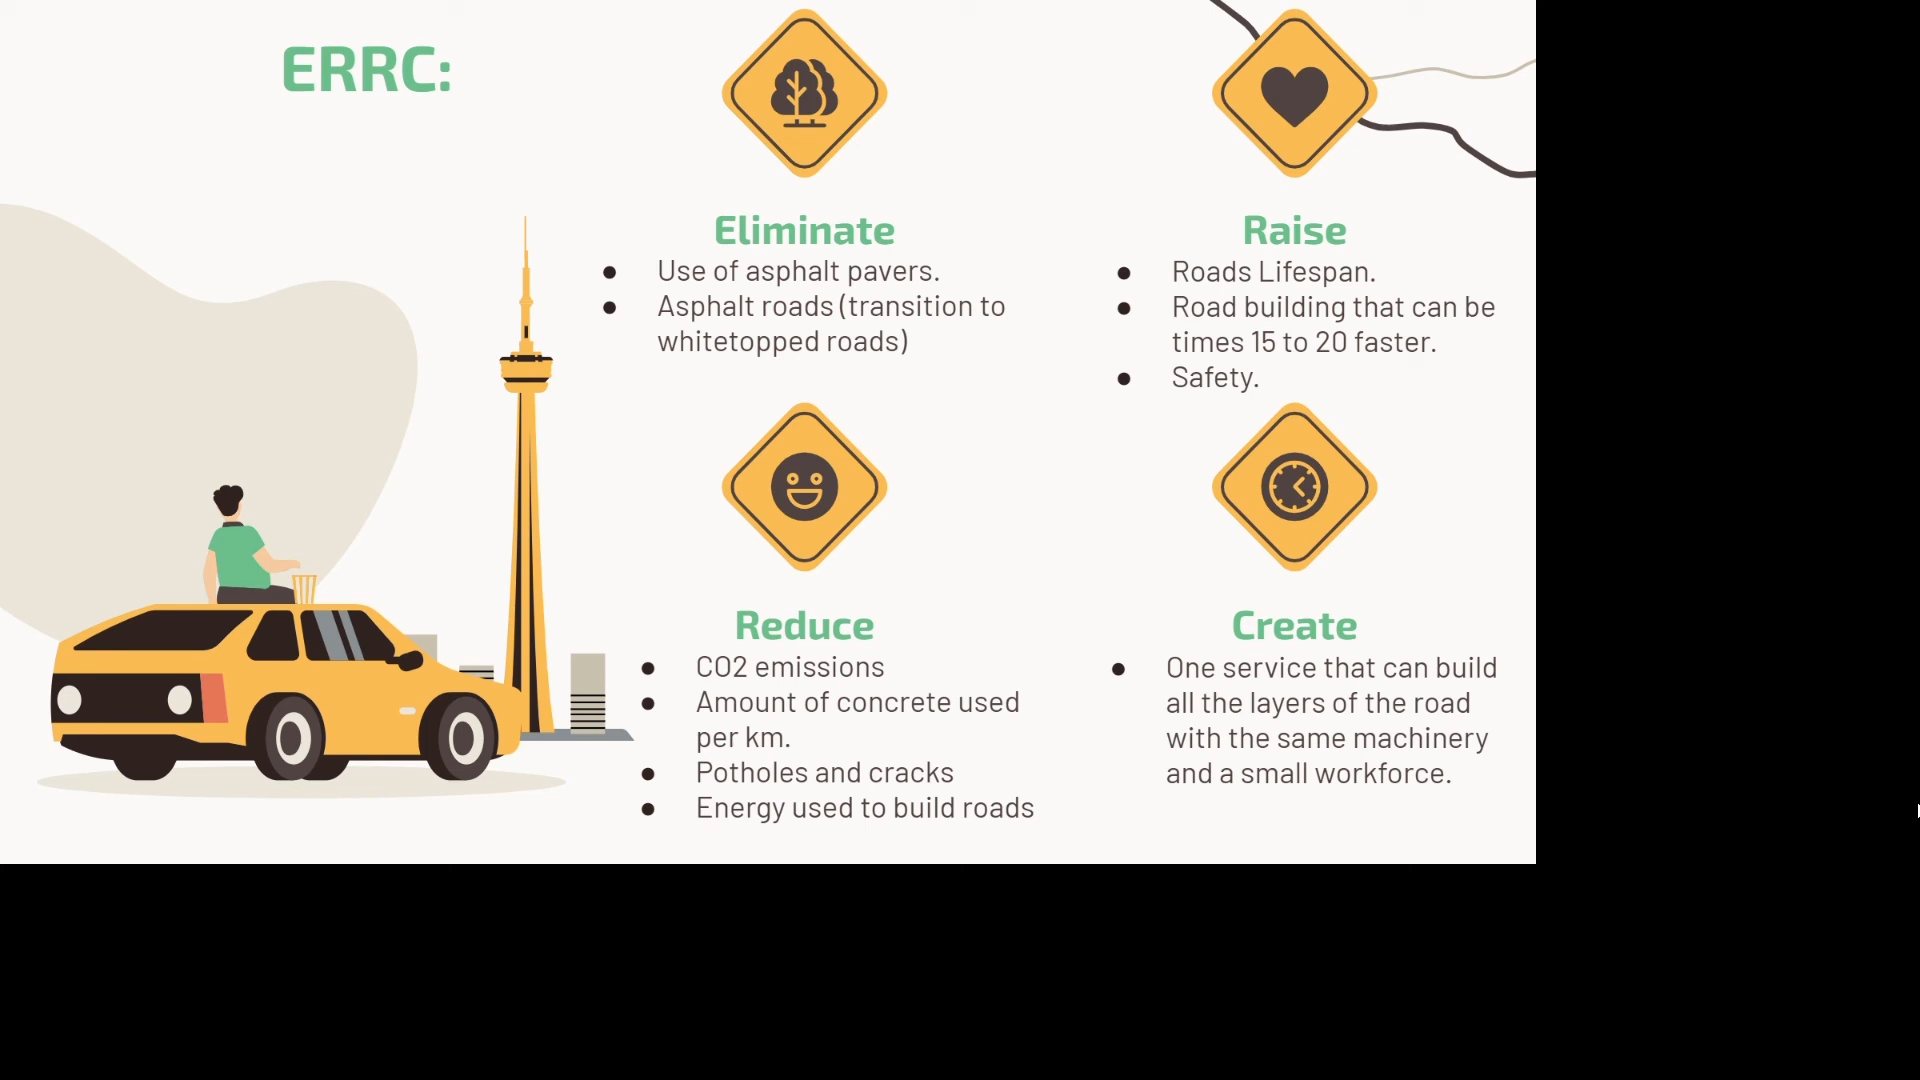 ERRC:
Eliminate
● Use of asphalt pavers.
● Asphalt roads (transition to
whitetopped roads)
Raise
● Roads Lifespan.
● Road building that can be
times 15 to 20 faster.
● Safety.
Reduce
● CO2 emissions
● Amount of concrete used
per km.
● Potholes and cracks
● Energy used to build roads
Create
● One service that can build
all the layers of the road
with the same machinery
and a small workforce.